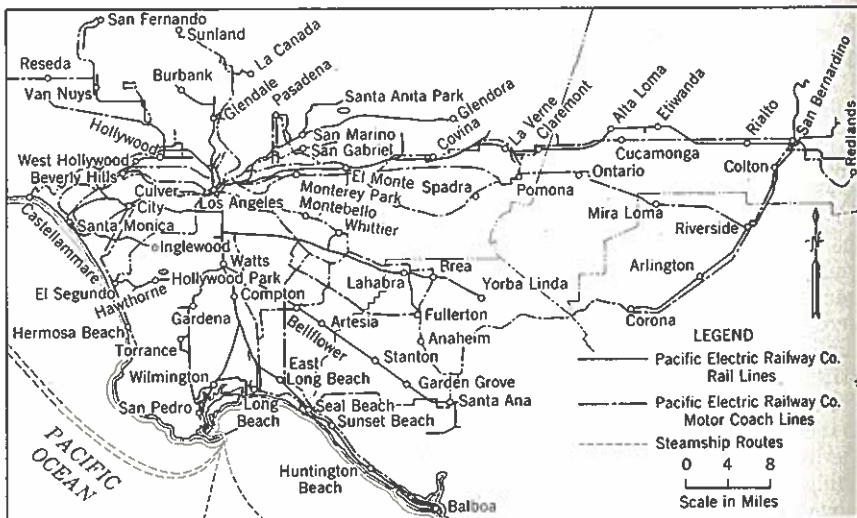 San Fernando
Sunland
La Canada
Reseda
Burbank
Pasadena
Van Nuys
Glendale
Santa Anita Park
Glendora
Hollywood
San Marino
San Gabriel
Covina
La Verne
Claremont
Alta Loma
Etiwanda
Rialto
San Bernardino
Redlands
West Hollywood
Beverly Hills
Cucamonga
Colton
Culver
City
Los Angeles
El Monte
Monterey Park
Montebello
Spadra
Pomona
Ontario
Castellammare
Santa Monica
Whittier
Mira Loma
Riverside
Inglewood
Watts
Brea
Arlington
El Segundo
Hawthorne
Hollywood Park
Compton
Lahabra
Yorba Linda
Gardena
Artesia
Fullerton
Corona
Hermosa Beach
Bellflower
Anaheim
Torrance
Stanton
Wilmington
East
Long Beach
Garden Grove
San Pedro
Long
Beach
Seal Beach
Santa Ana
Sunset Beach
PACIFIC
OCEAN
Huntington
Beach
Balboa
LEGEND
Pacific Electric Railway Co.
Rail Lines
Pacific Electric Railway Co.
Motor Coach Lines
Steamship Routes
0 4 8
Scale in Miles